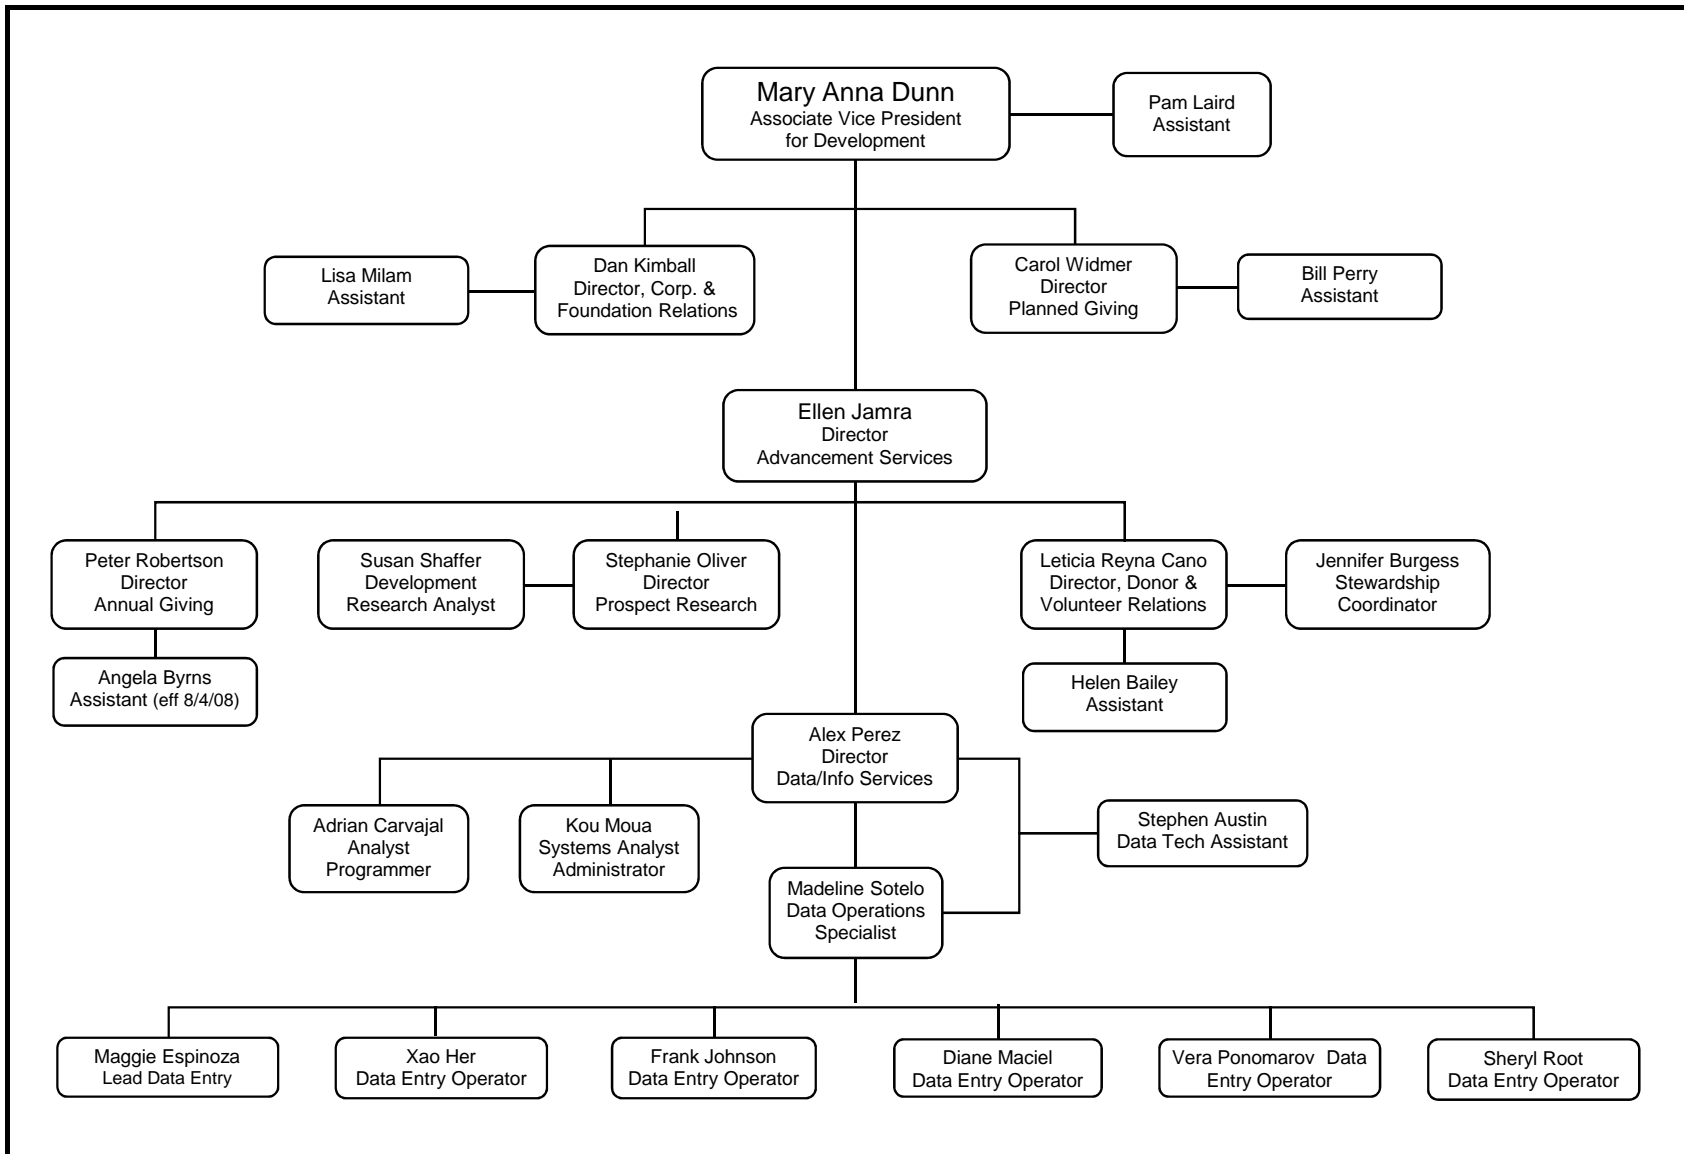 Mary Anna Dunn
Associate Vice President
for Development
Pam Laird
Assistant
Lisa Milam
Assistant
Dan Kimball
Director, Corp. &
Foundation Relations
Carol Widmer
Director
Planned Giving
Bill Perry
Assistant
Ellen Jamra
Director
Advancement Services
Peter Robertson
Director
Annual Giving
Susan Shaffer
Development
Research Analyst
Stephanie Oliver
Director
Prospect Research
Leticia Reyna Cano
Director, Donor &
Volunteer Relations
Jennifer Burgess
Stewardship
Coordinator
Angela Byrns
Assistant (eff 8/4/08)
Helen Bailey
Assistant
Alex Perez
Director
Data/Info Services
Adrian Carvajal
Analyst
Programmer
Kou Moua
Systems Analyst
Administrator
Stephen Austin
Data Tech Assistant
Madeline Sotelo
Data Operations
Specialist
Maggie Espinoza
Lead Data Entry
Xao Her
Data Entry Operator
Frank Johnson
Data Entry Operator
Diane Maciel
Data Entry Operator
Vera Ponomarov  Data
Entry Operator
Sheryl Root
Data Entry Operator